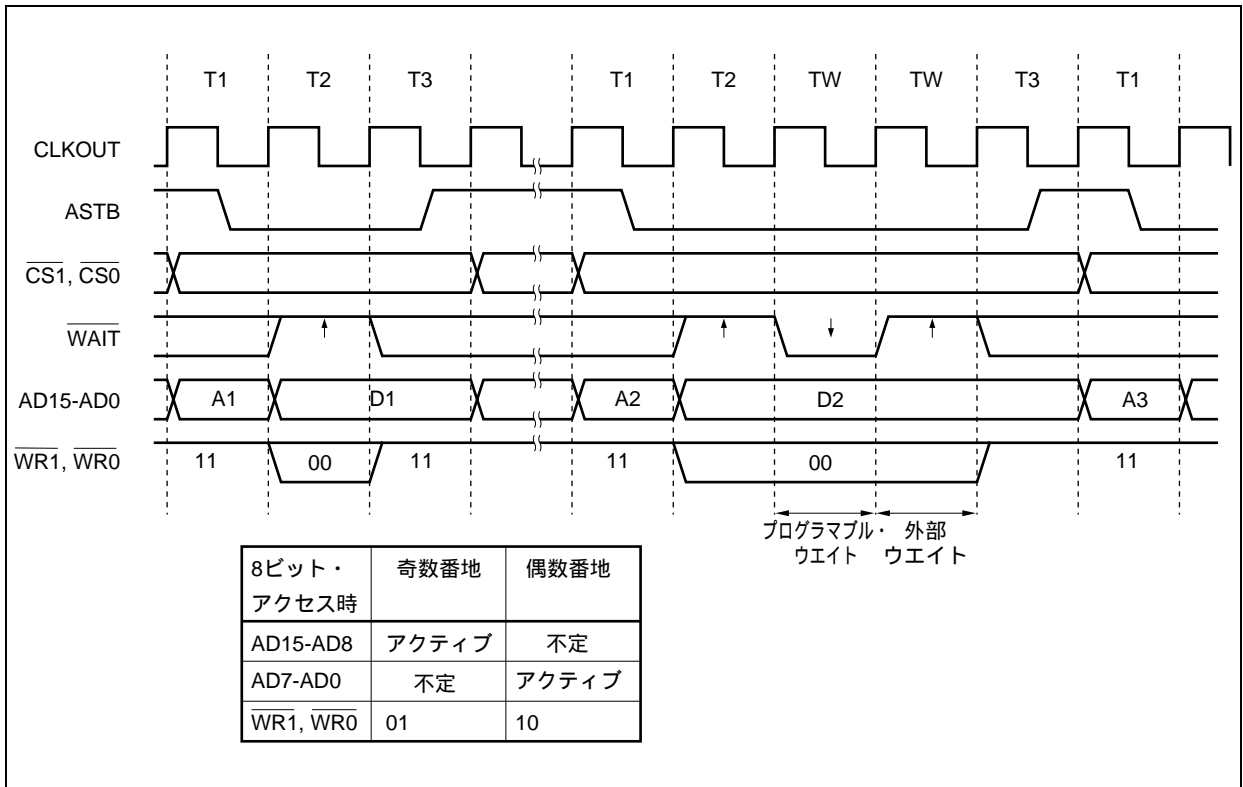 T1 T2 T3 T1 T2 TW TW T3 T1
CLKOUT
ASTB
CS1, CS0
WAIT
AD15-AD0 A1 D1 A2 D2 A3
WR1, WR0 11 00 11 11 00 11
プログラマブル・ 外部
ウエイト ウエイト
8ビット・ 奇数番地 偶数番地
アクセス時
AD15-AD8 アクティブ 不定
AD7-AD0 不定 アクティブ
WR1, WR0 01 10